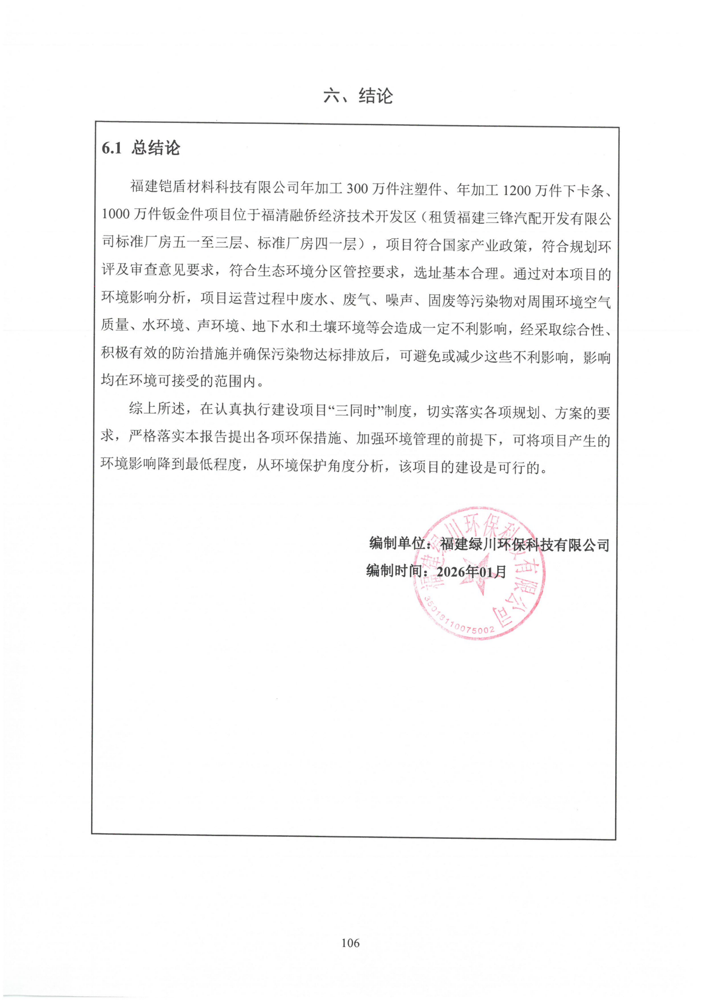 六、结论
6.1 总结论
福建铠盾材料科技有限公司年加工 300 万件注塑件、年加工 1200 万件下卡条、
1000 万件钣金件项目位于福清融侨经济技术开发区（租赁福建三锋汽配开发有限公
司标准厂房五一至三层、标准厂房四一层），项目符合国家产业政策，符合规划环
评及审查意见要求，符合生态环境分区管控要求，选址基本合理。通过对本项目的
环境影响分析，项目运营过程中废水、废气、噪声、固废等污染物对周围环境空气
质量、水环境、声环境、地下水和土壤环境等会造成一定不利影响，经采取综合性、
积极有效的防治措施并确保污染物达标排放后，可避免或减少这些不利影响，影响
均在环境可接受的范围内。
综上所述，在认真执行建设项目“三同时”制度，切实落实各项规划、方案的要
求，严格落实本报告提出各项环保措施、加强环境管理的前提下，可将项目产生的
环境影响降到最低程度，从环境保护角度分析，该项目的建设是可行的。
编制单位：福建绿川环保科技有限公司
编制时间：2026年01月
福建绿川环保科技有限公司
35018110075002
106